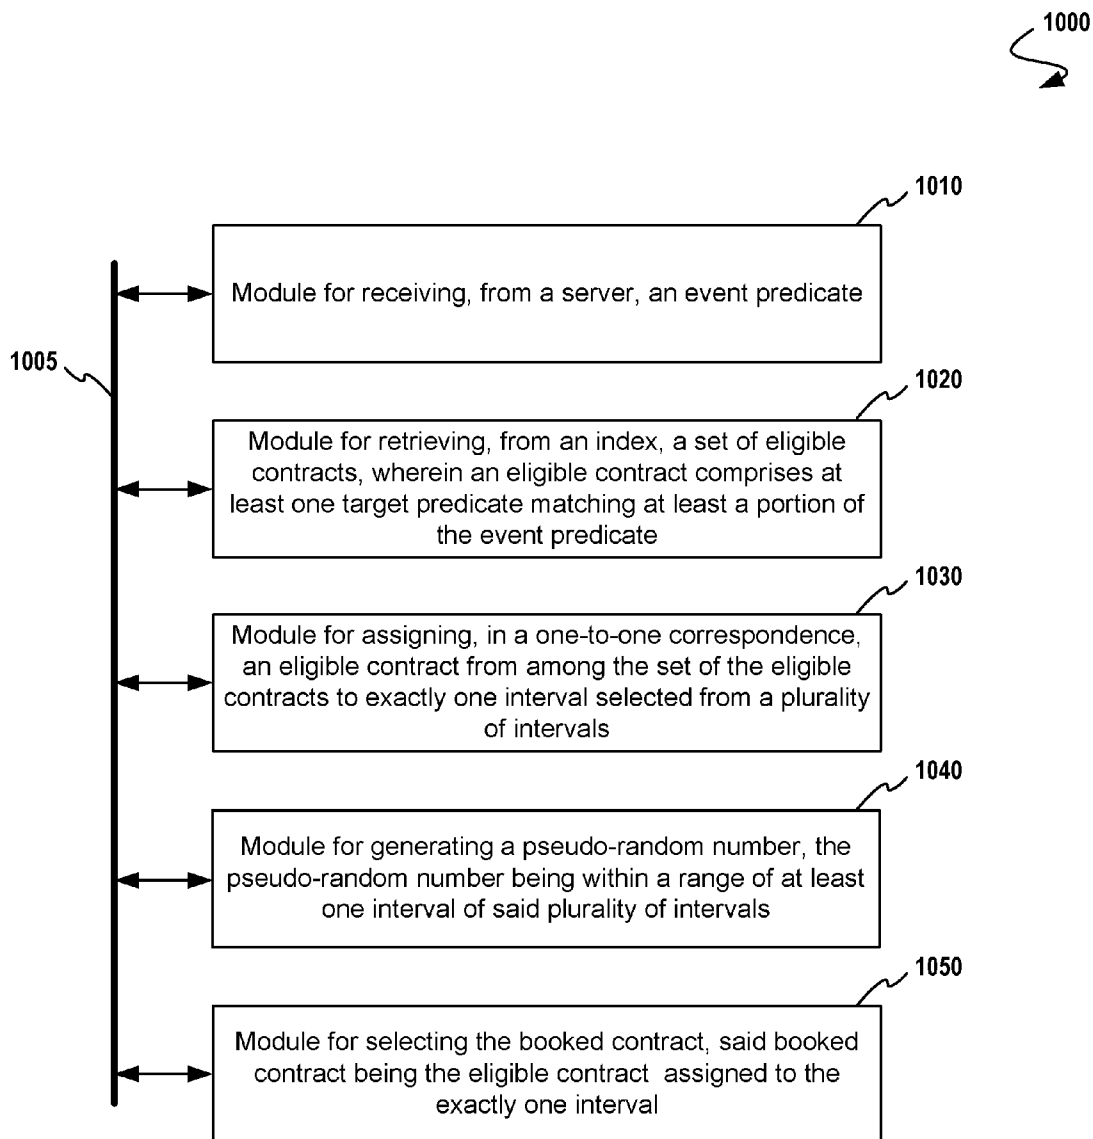 1000
1010
Module for receiving, from a server, an event predicate
1005
1020
Module for retrieving, from an index, a set of eligible
contracts, wherein an eligible contract comprises at
least one target predicate matching at least a portion of
the event predicate
1030
Module for assigning, in a one-to-one correspondence,
an eligible contract from among the set of the eligible
contracts to exactly one interval selected from a plurality
of intervals
1040
Module for generating a pseudo-random number, the
pseudo-random number being within a range of at least
one interval of said plurality of intervals
1050
Module for selecting the booked contract, said booked
contract being the eligible contract assigned to the
exactly one interval